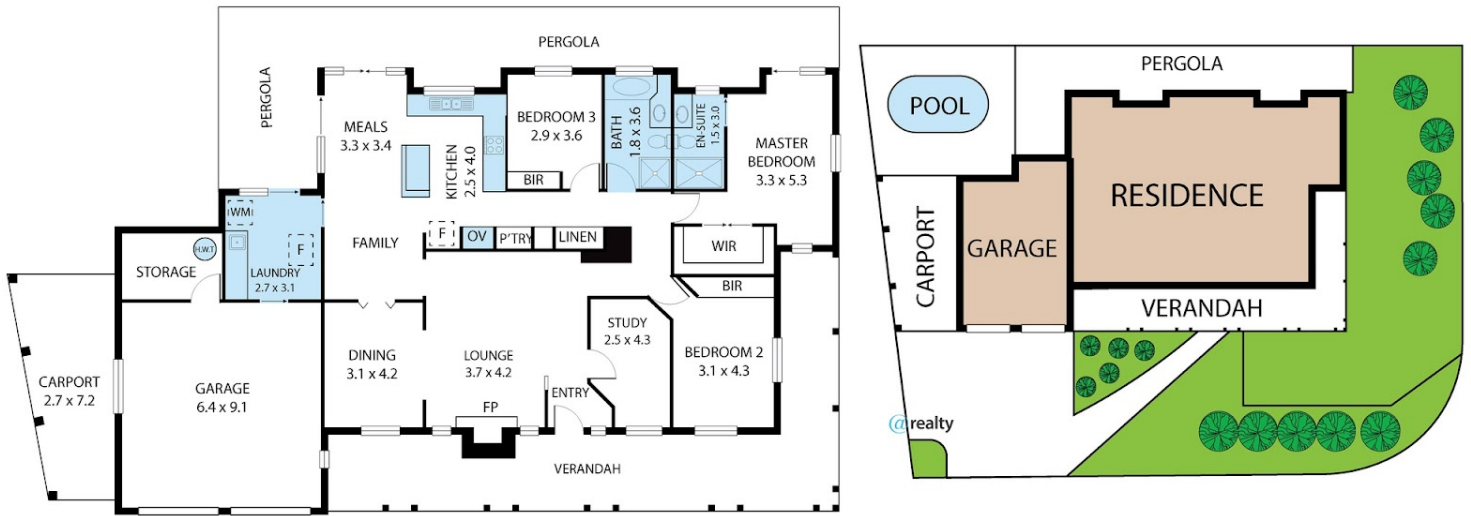 PERGOLA
PERGOLA
MEALS
3.3 x 3.4
KITCHEN
2.5 x 4.0
BEDROOM 3
2.9 x 3.6
BIR
BATH
1.8 x 3.6
EN-SUITE
1.5 x 3.0
MASTER
BEDROOM
3.3 x 5.3
WM
F
LAUNDRY
2.7 x 3.1
H.W.T
STORAGE
FAMILY
F
OV
P'TRY
LINEN
WIR
BIR
CARPORT
2.7 x 7.2
GARAGE
6.4 x 9.1
DINING
3.1 x 4.2
LOUNGE
3.7 x 4.2
FP
ENTRY
STUDY
2.5 x 4.3
BEDROOM 2
3.1 x 4.3
VERANDAH
PERGOLA
POOL
RESIDENCE
GARAGE
CARPORT
VERANDAH
@realty